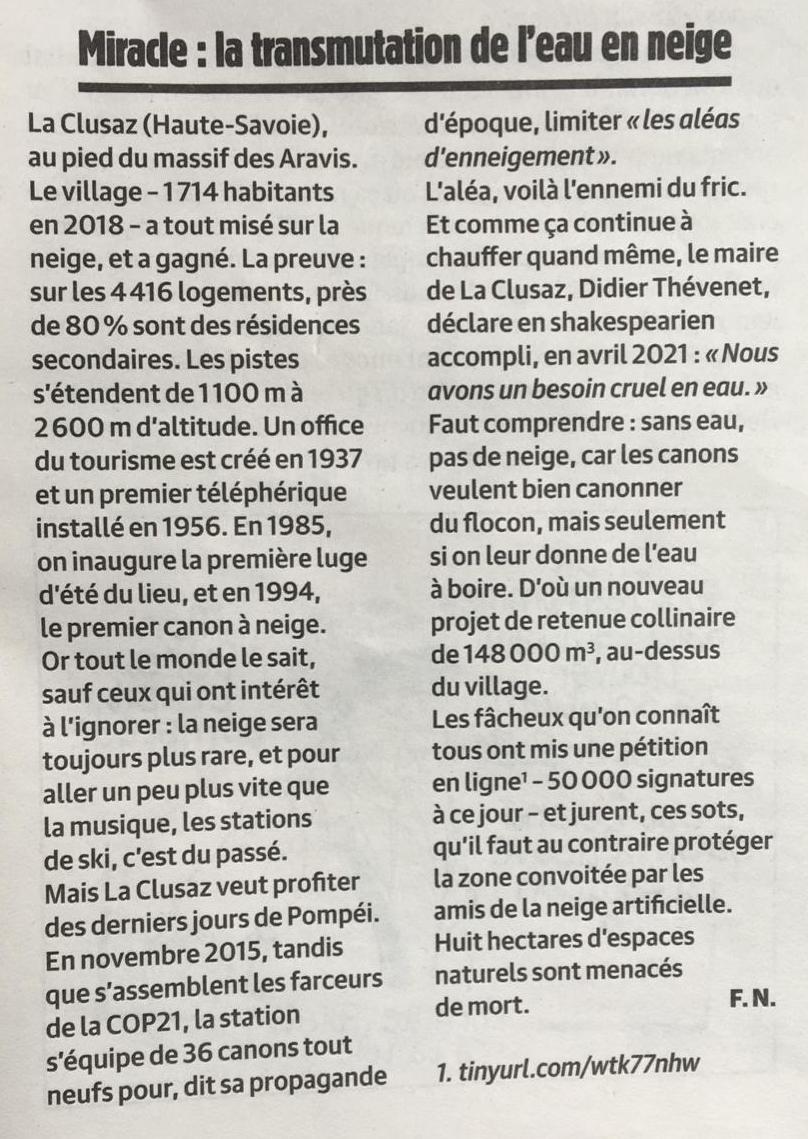 Miracle : la transmutation de l'eau en neige
La Clusaz (Haute-Savoie),
au pied du massif des Aravis.
Le village – 1 714 habitants
en 2018 – a tout misé sur la
neige, et a gagné. La preuve :
sur les 4 416 logements, près
de 80 % sont des résidences
secondaires. Les pistes
s'étendent de 1 100 m à
2 600 m d'altitude. Un office
du tourisme est créé en 1937
et un premier téléphérique
installé en 1956. En 1985,
on inaugure la première luge
d'été du lieu, et en 1994,
le premier canon à neige.
Or tout le monde le sait,
sauf ceux qui ont intérêt
à l'ignorer : la neige sera
toujours plus rare, et pour
aller un peu plus vite que
la musique, les stations
de ski, c'est du passé.
Mais La Clusaz veut profiter
des derniers jours de Pompéi.
En novembre 2015, tandis
que s'assemblent les farceurs
de la COP21, la station
s'équipe de 36 canons tout
neufs pour, dit sa propagande
d'époque, limiter « les aléas
d'enneigement ».
L'aléa, voilà l'ennemi du fric.
Et comme ça continue à
chauffer quand même, le maire
de La Clusaz, Didier Thévenet,
déclare en shakespearien
accompli, en avril 2021 : « Nous
avons un besoin cruel en eau. »
Faut comprendre : sans eau,
pas de neige, car les canons
veulent bien canonner
du flocon, mais seulement
si on leur donne de l'eau
à boire. D'où un nouveau
projet de retenue collinaire
de 148 000 m³, au-dessus
du village.
Les fâcheux qu'on connaît
tous ont mis une pétition
en ligne¹ – 50 000 signatures
à ce jour – et jurent, ces sots,
qu'il faut au contraire protéger
la zone convoitée par les
amis de la neige artificielle.
Huit hectares d'espaces
naturels sont menacés
de mort. F. N.
1. tinyurl.com/wtk77nhw